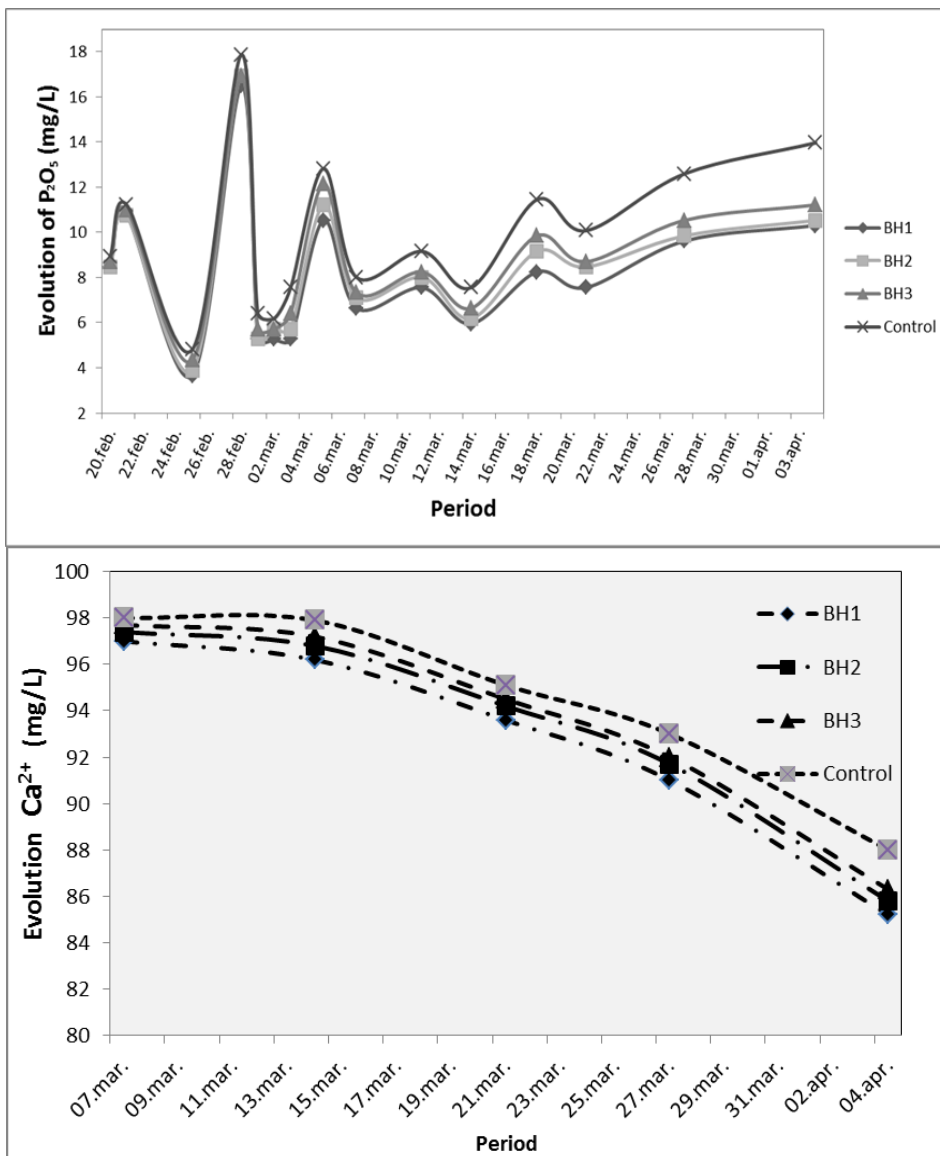 Evolution of P₂O₅ (mg/L)
18
16
14
12
10
8
6
4
2
20.feb.
22.feb.
24.feb.
26.feb.
28.feb.
02.mar.
04.mar.
06.mar.
08.mar.
10.mar.
12.mar.
14.mar.
16.mar.
18.mar.
20.mar.
22.mar.
24.mar.
26.mar.
28.mar.
30.mar.
01.apr.
03.apr.
Period
BH1
BH2
BH3
Control
Evolution Ca²⁺ (mg/L)
100
98
96
94
92
90
88
86
84
82
80
07.mar.
09.mar.
11.mar.
13.mar.
15.mar.
17.mar.
19.mar.
21.mar.
23.mar.
25.mar.
27.mar.
29.mar.
31.mar.
02.apr.
04.apr.
Period
BH1
BH2
BH3
Control